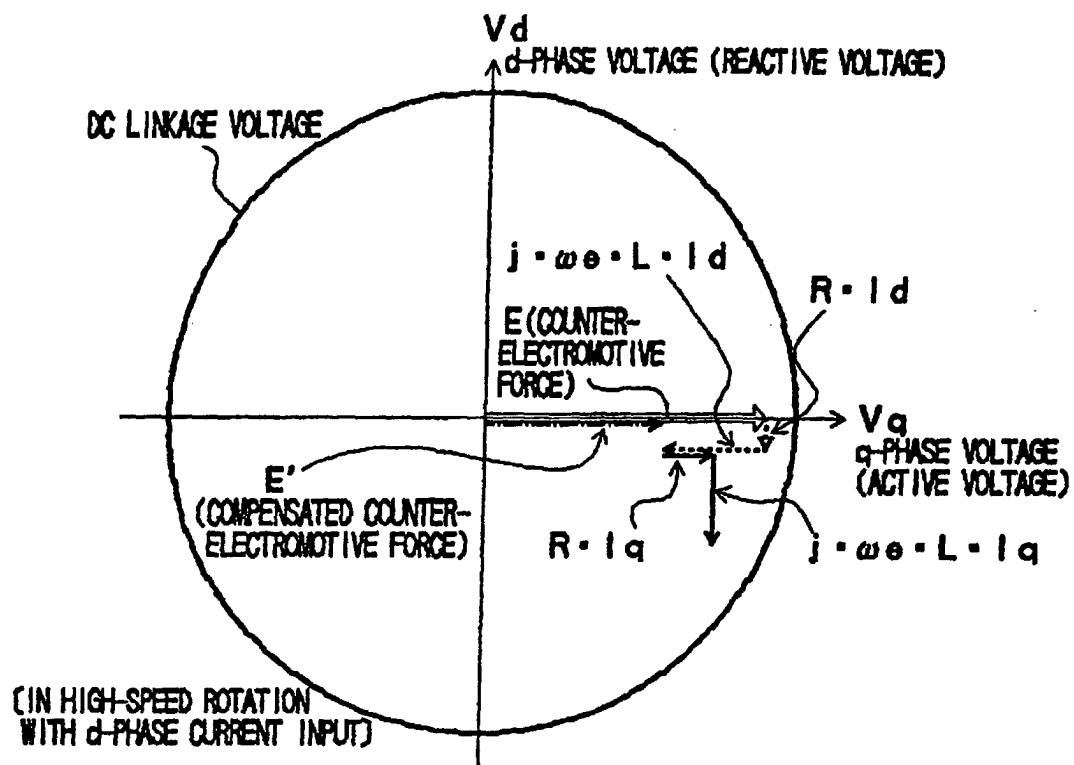 Vd
d-PHASE VOLTAGE (REACTIVE VOLTAGE)
DC LINKAGE VOLTAGE
j・ωe・L・Id
R・Id
E(COUNTER-
ELECTROMOTIVE
FORCE)
Vq
q-PHASE VOLTAGE
(ACTIVE VOLTAGE)
E'
(COMPENSATED COUNTER-
ELECTROMOTIVE FORCE)
R・Iq
j・ωe・L・Iq
[IN HIGH-SPEED ROTATION
WITH d-PHASE CURRENT INPUT]